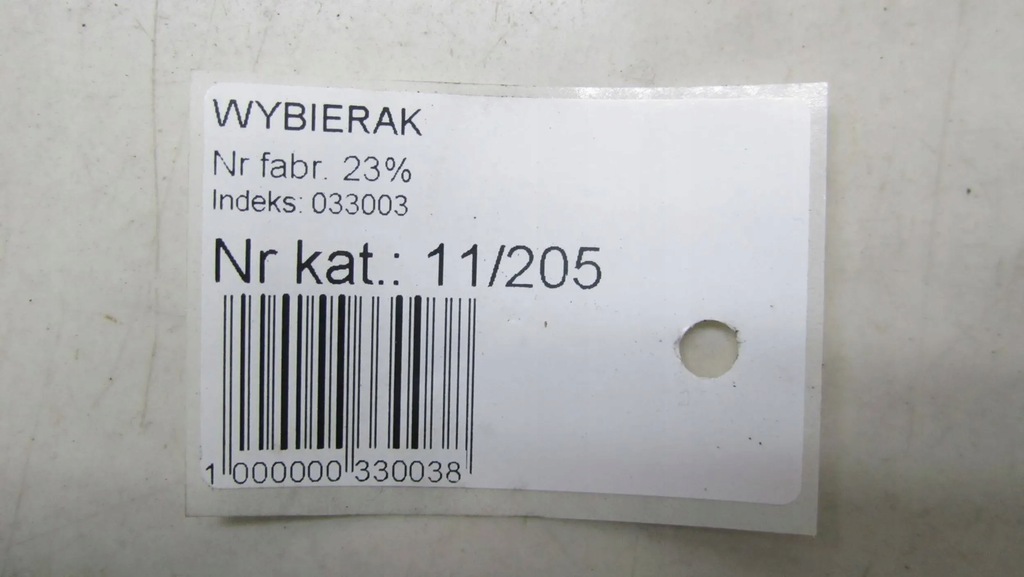 WYBIERAK
Nr fabr. 23%
Indeks: 033003
Nr kat.: 11/205
1 000000 330038